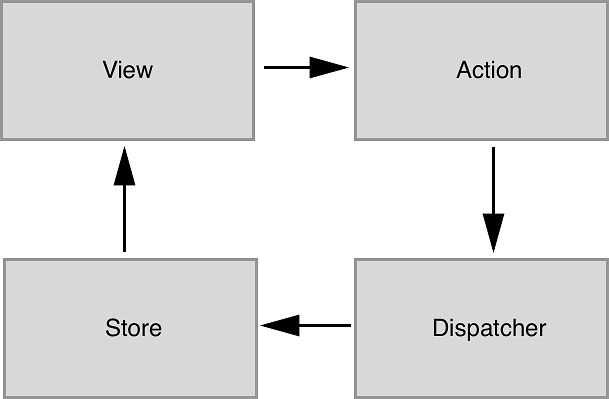 View
Action
Store
Dispatcher